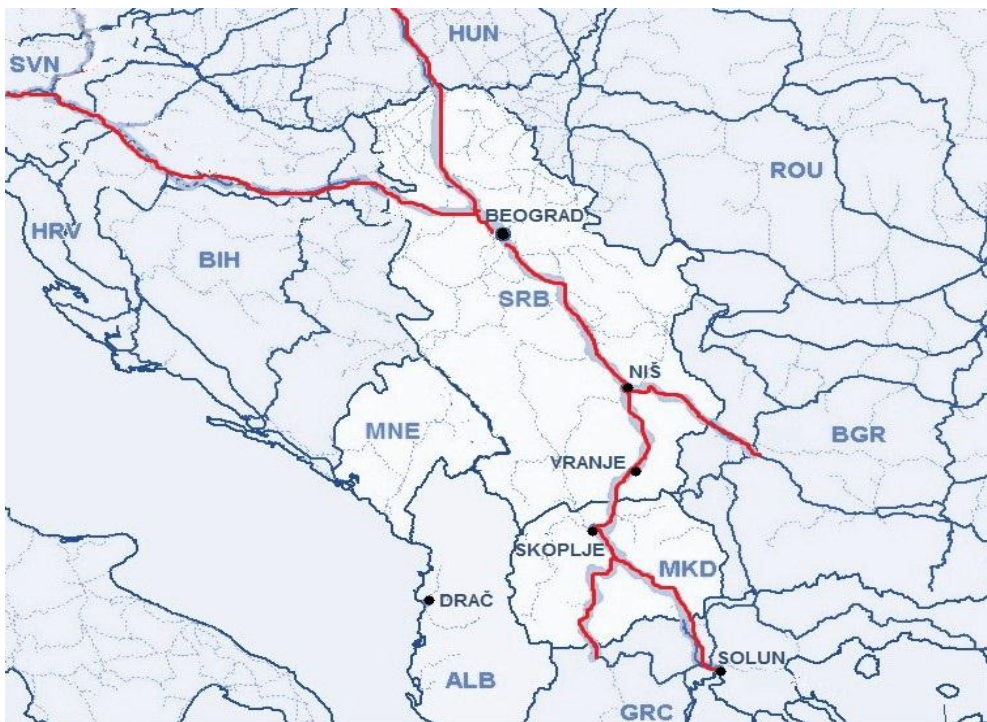 HUN
SVN
ROU
BEOGRAD
HRV
BIH
SRB
NIŠ
MNE
BGR
VRANJE
SKOPLJE
MKD
DRAČ
SOLUN
ALB
GRC